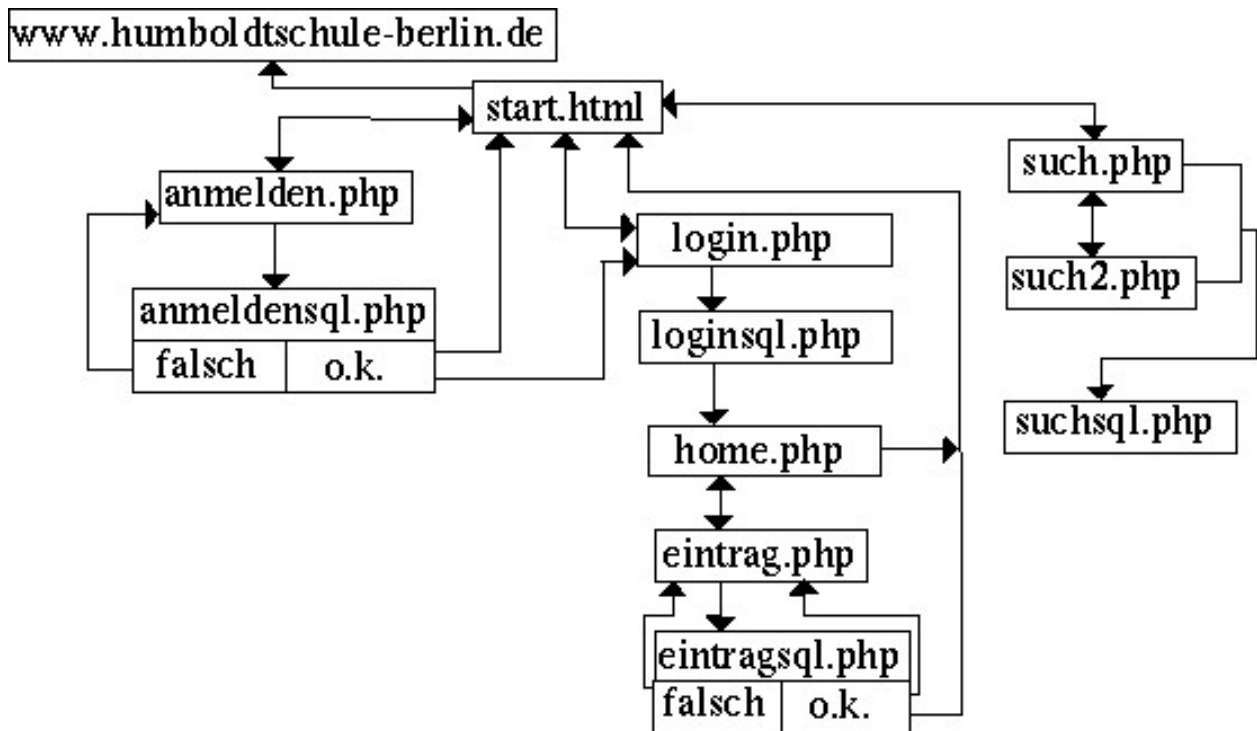 www.humboldtschule-berlin.de
start.html
such.php
anmelden.php
login.php
such2.php
anmeldensql.php
falsch
o.k.
loginsql.php
suchsql.php
home.php
eintrag.php
eintragsql.php
falsch
o.k.